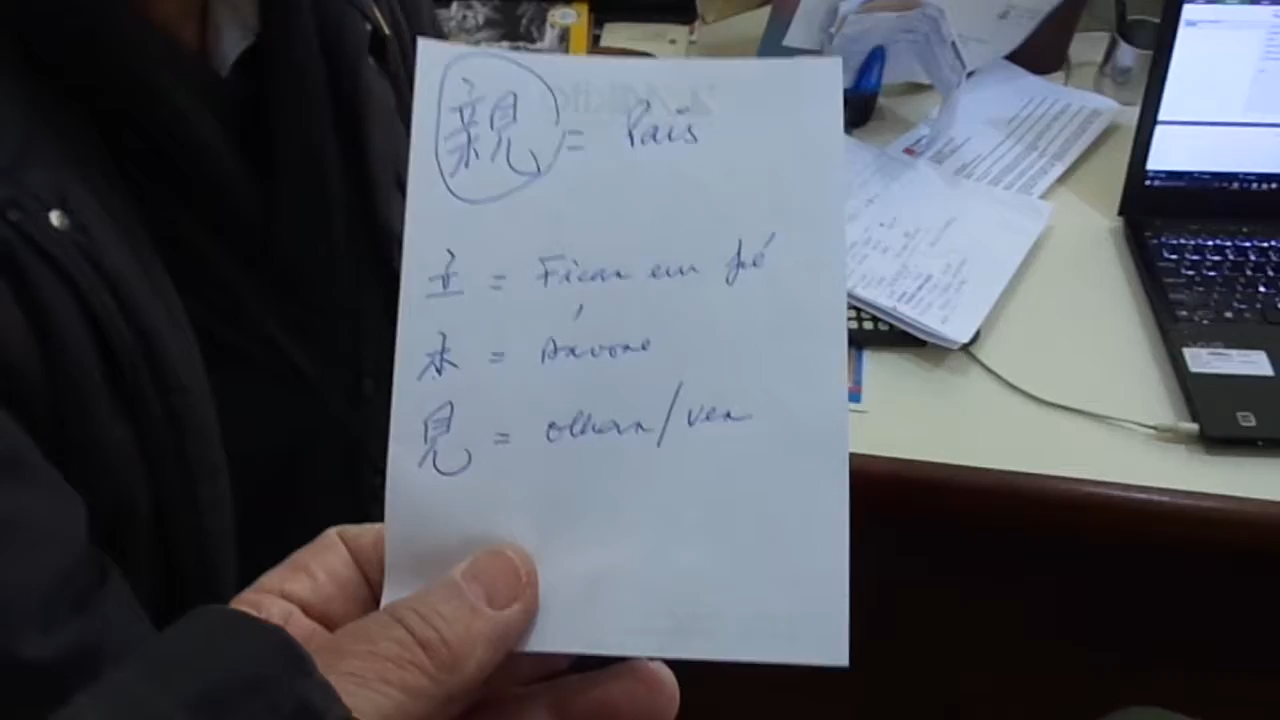 親 = Pais
立 = Ficar em pé
木 = Árvore
見 = olhar/ver